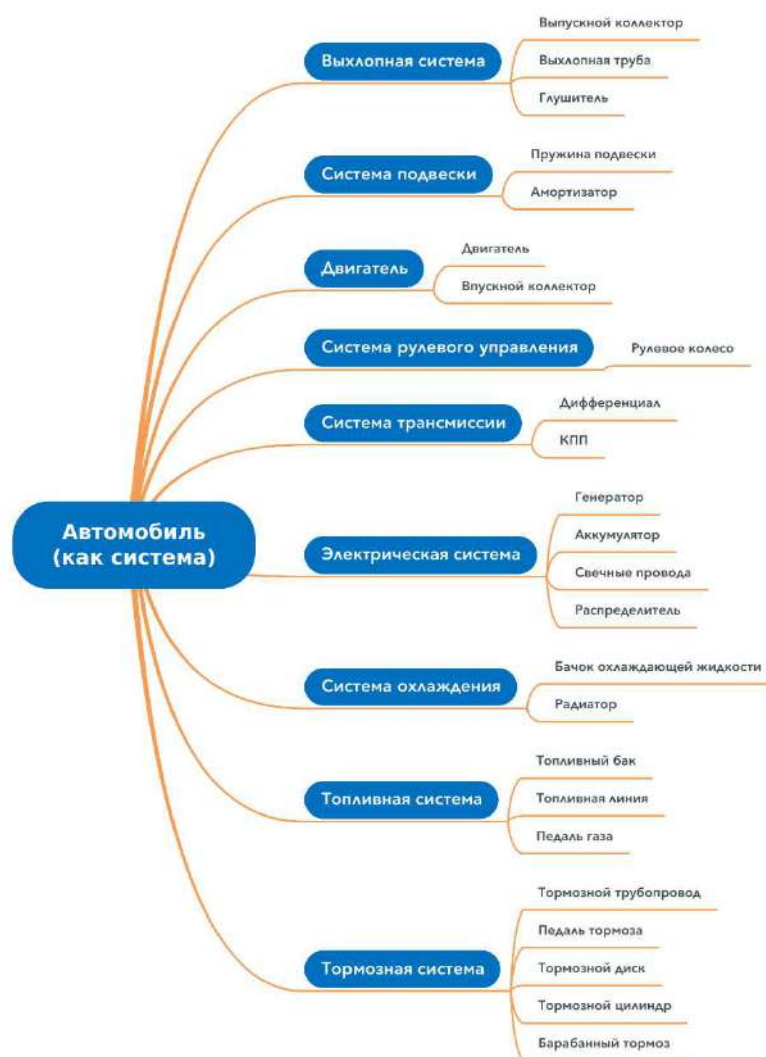 Выхлопная система
Выпускной коллектор
Выхлопная труба
Глушитель
Система подвески
Пружина подвески
Амортизатор
Двигатель
Двигатель
Впускной коллектор
Система рулевого управления
Рулевое колесо
Система трансмиссии
Дифференциал
КПП
Автомобиль
(как система)
Электрическая система
Генератор
Аккумулятор
Свечные провода
Распределитель
Система охлаждения
Бачок охлаждающей жидкости
Радиатор
Топливная система
Топливный бак
Топливная линия
Педаль газа
Тормозная система
Тормозной трубопровод
Педаль тормоза
Тормозной диск
Тормозной цилиндр
Барабанный тормоз